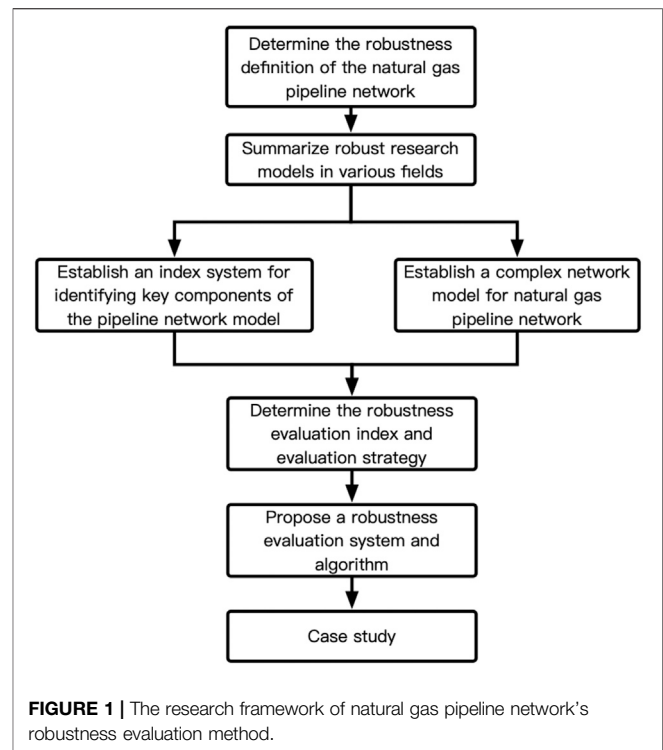 Determine the robustness
definition of the natural gas
pipeline network
Summarize robust research
models in various fields
Establish an index system for
identifying key components of
the pipeline network model
Establish a complex network
model for natural gas
pipeline network
Determine the robustness
evaluation index and
evaluation strategy
Propose a robustness
evaluation system and
algorithm
Case study
FIGURE 1 | The research framework of natural gas pipeline network's
robustness evaluation method.